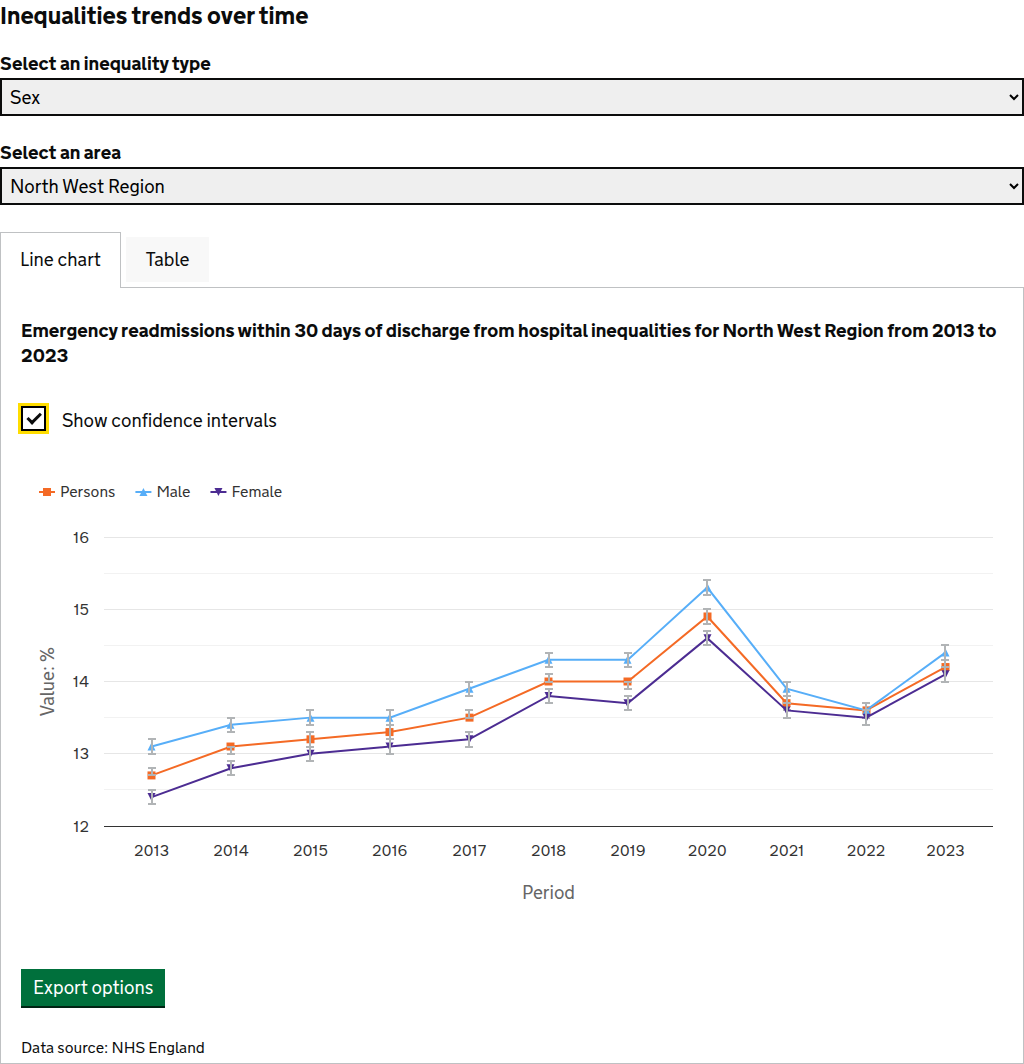 Inequalities trends over time
Select an inequality type
Sex
Select an area
North West Region
Line chart
Table
Emergency readmissions within 30 days of discharge from hospital inequalities for North West Region from 2013 to
2023
Show confidence intervals
Persons
Male
Female
16
15
14
13
12
Value: %
2013
2014
2015
2016
2017
2018
2019
2020
2021
2022
2023
Period
Export options
Data source: NHS England